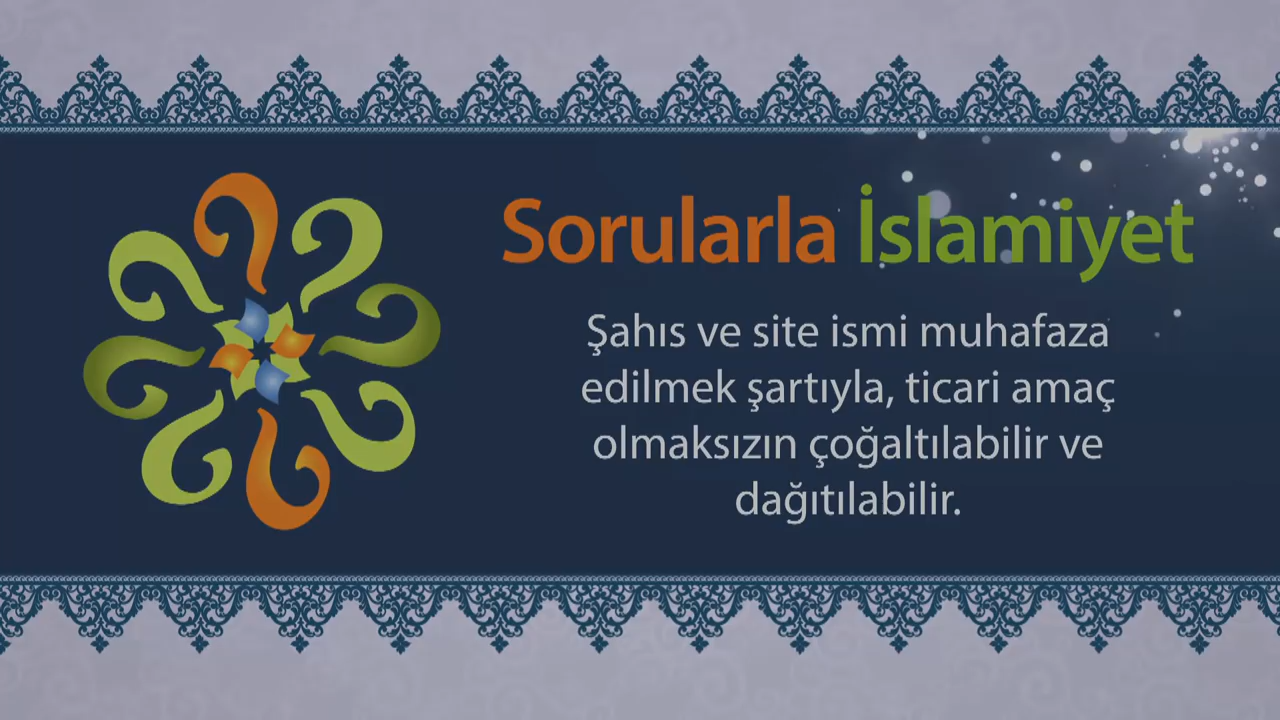 Sorularla İslamiyet
Şahıs ve site ismi muhafaza
edilmek şartıyla, ticari amaç
olmaksızın çoğaltılabilir ve
dağıtılabilir.